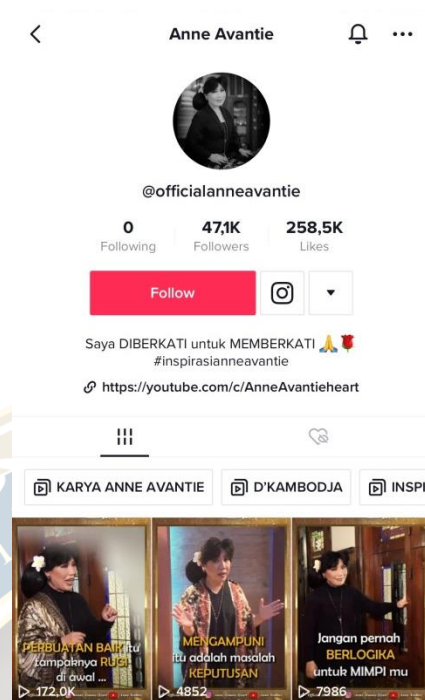 Anne Avantie
@officialanneavantie
0 47,1K 258,5K
Following Followers Likes
Follow
Saya DIBERKATI untuk MEMBERKATI 🙏🌹
#inspirasianneavantie
https://youtube.com/c/AnneAvantieheart
KARYA ANNE AVANTIE D'KAMBODJA INSPI
PERBUATAN BAIK itu
tampaknya RUGI
di awal ...
172,0K
MENGAMPUNI
itu adalah masalah
KEPUTUSAN
4852
Jangan pernah
BERLOGIKA
untuk MIMPI mu
7986